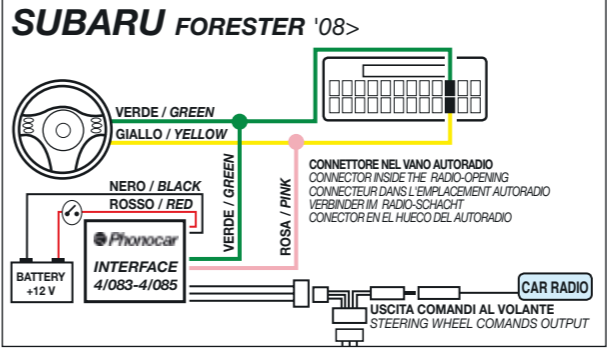 SUBARU FORESTER '08>
VERDE / GREEN
GIALLO / YELLOW
CONNETTORE NEL VANO AUTORADIO
CONNECTOR INSIDE THE RADIO-OPENING
CONNECTEUR DANS L'EMPLACEMENT AUTORADIO
VERBINDER IM RADIO-SCHACHT
CONECTOR EN EL HUECO DEL AUTORADIO
NERO / BLACK
ROSSO / RED
VERDE / GREEN
ROSA / PINK
Phonocar
INTERFACE
4/083-4/085
BATTERY
+12 V
CAR RADIO
USCITA COMANDI AL VOLANTE
STEERING WHEEL COMANDS OUTPUT